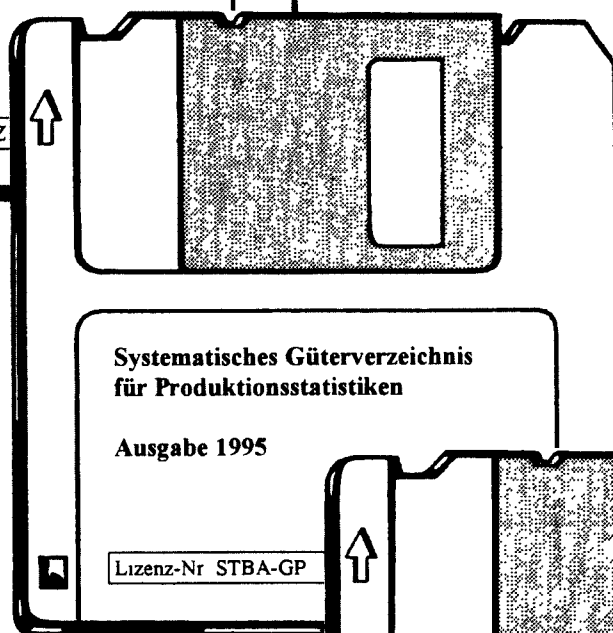 Systematisches Güterverzeichnis
für Produktionsstatistiken
Ausgabe 1995
Lizenz-Nr STBA-GP